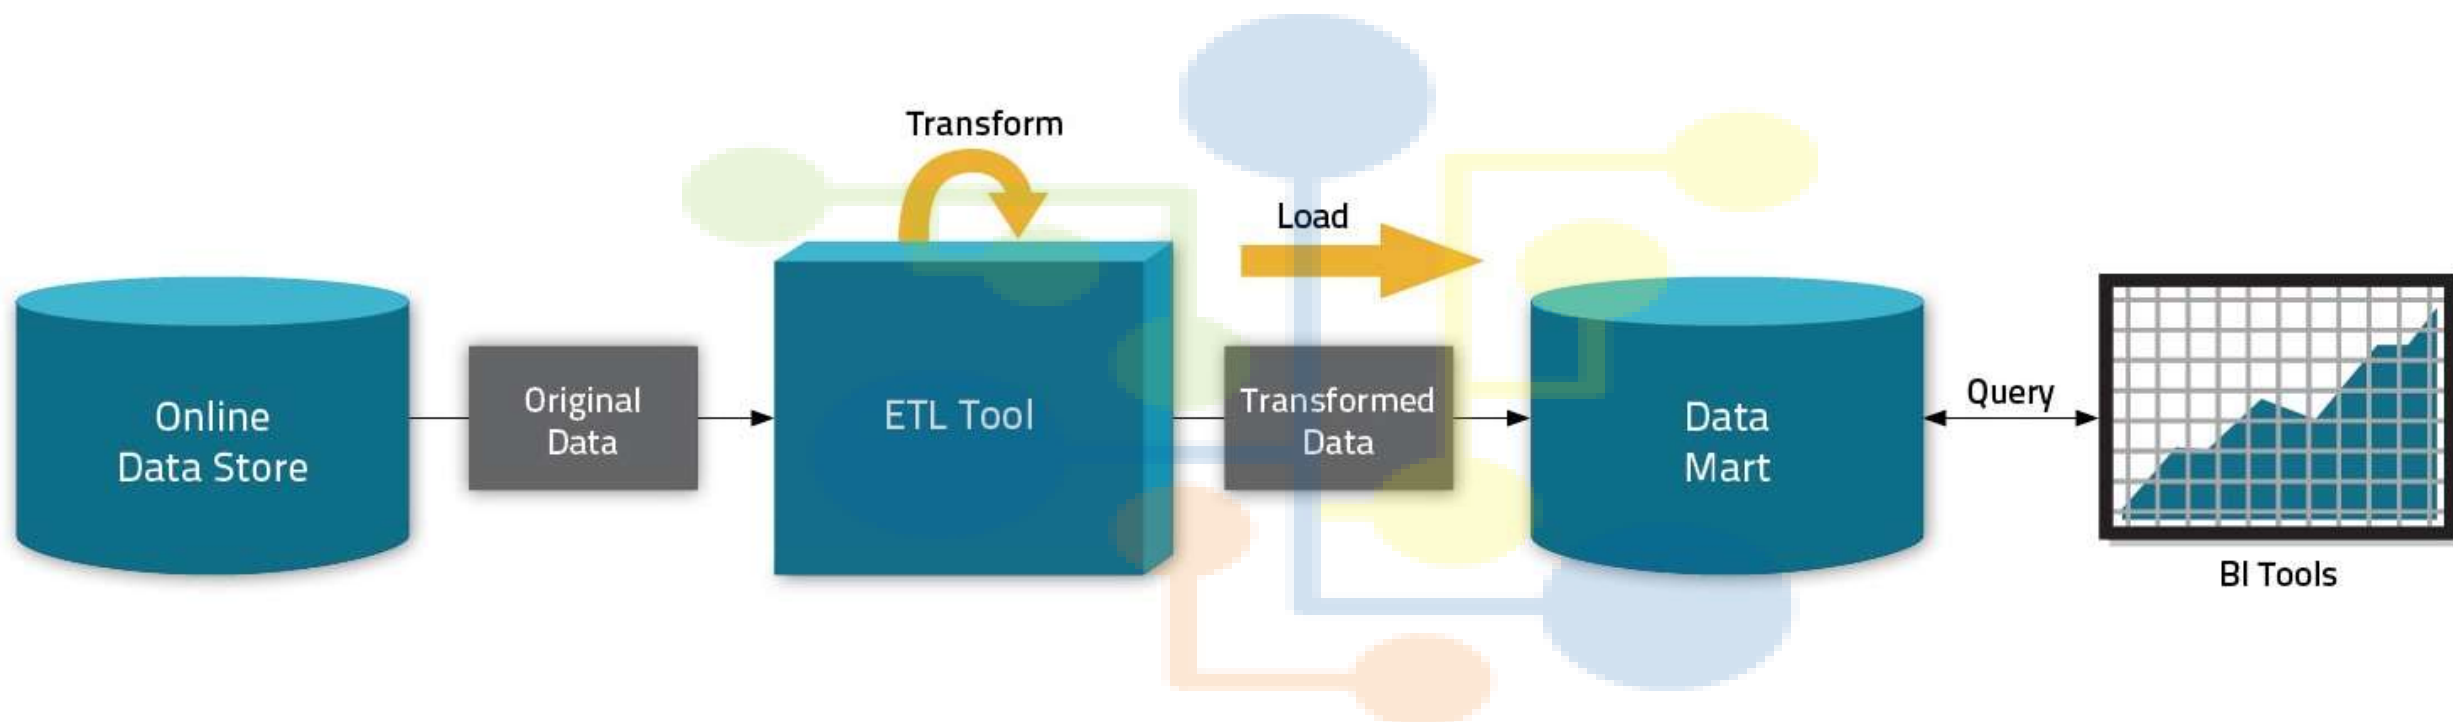 Transform
Load
Online
Data Store
Original
Data
ETL Tool
Transformed
Data
Data
Mart
Query
BI Tools